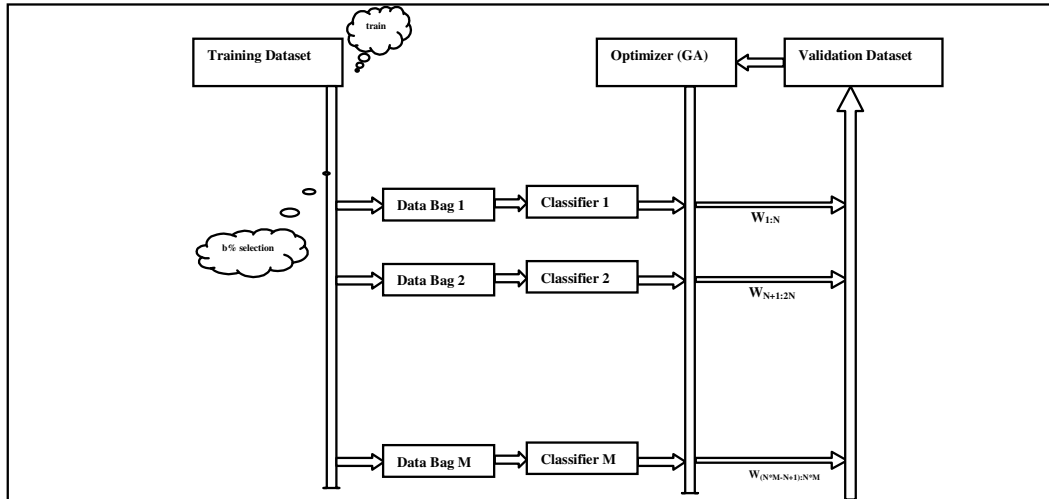 train
Training Dataset
Optimizer (GA)
Validation Dataset
Data Bag 1
Classifier 1
W1:N
b% selection
Data Bag 2
Classifier 2
WN+1:2N
Data Bag M
Classifier M
W(N*M-N+1):N*M